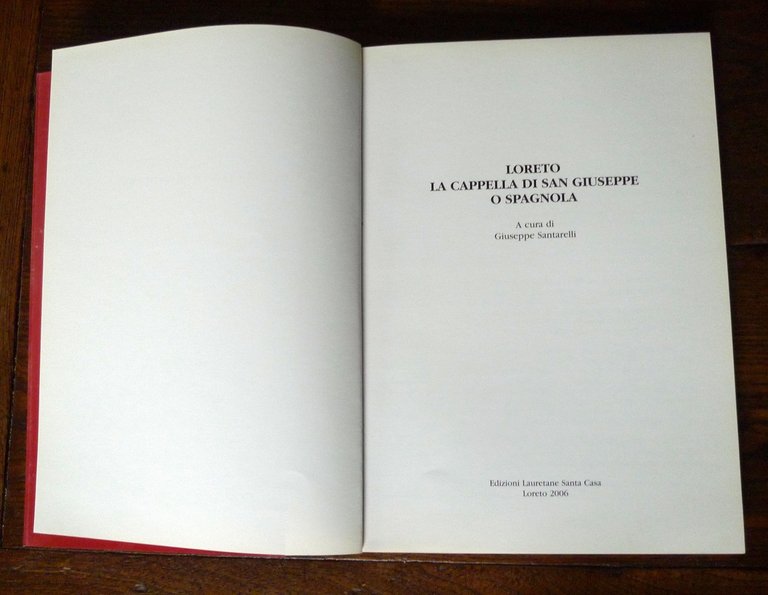 LORETO
LA CAPPELLA DI SAN GIUSEPPE
O SPAGNOLA
A cura di
Giuseppe Santarelli
Edizioni Lauretane Santa Casa
Loreto 2006